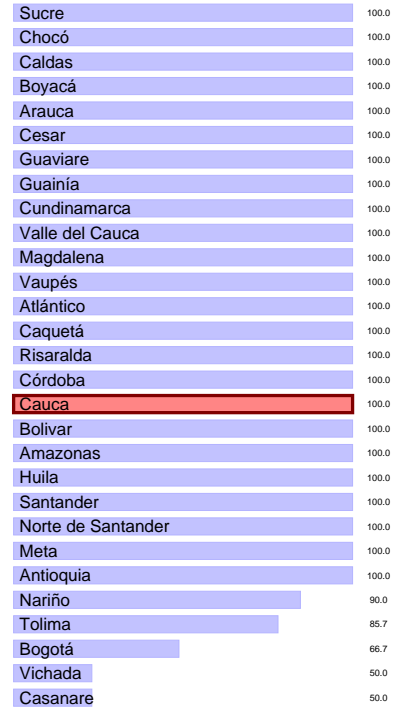 Sucre 100.0
Chocó 100.0
Caldas 100.0
Boyacá 100.0
Arauca 100.0
Cesar 100.0
Guaviare 100.0
Guainía 100.0
Cundinamarca 100.0
Valle del Cauca 100.0
Magdalena 100.0
Vaupés 100.0
Atlántico 100.0
Caquetá 100.0
Risaralda 100.0
Córdoba 100.0
Cauca 100.0
Bolivar 100.0
Amazonas 100.0
Huila 100.0
Santander 100.0
Norte de Santander 100.0
Meta 100.0
Antioquia 100.0
Nariño 90.0
Tolima 85.7
Bogotá 66.7
Vichada 50.0
Casanare 50.0